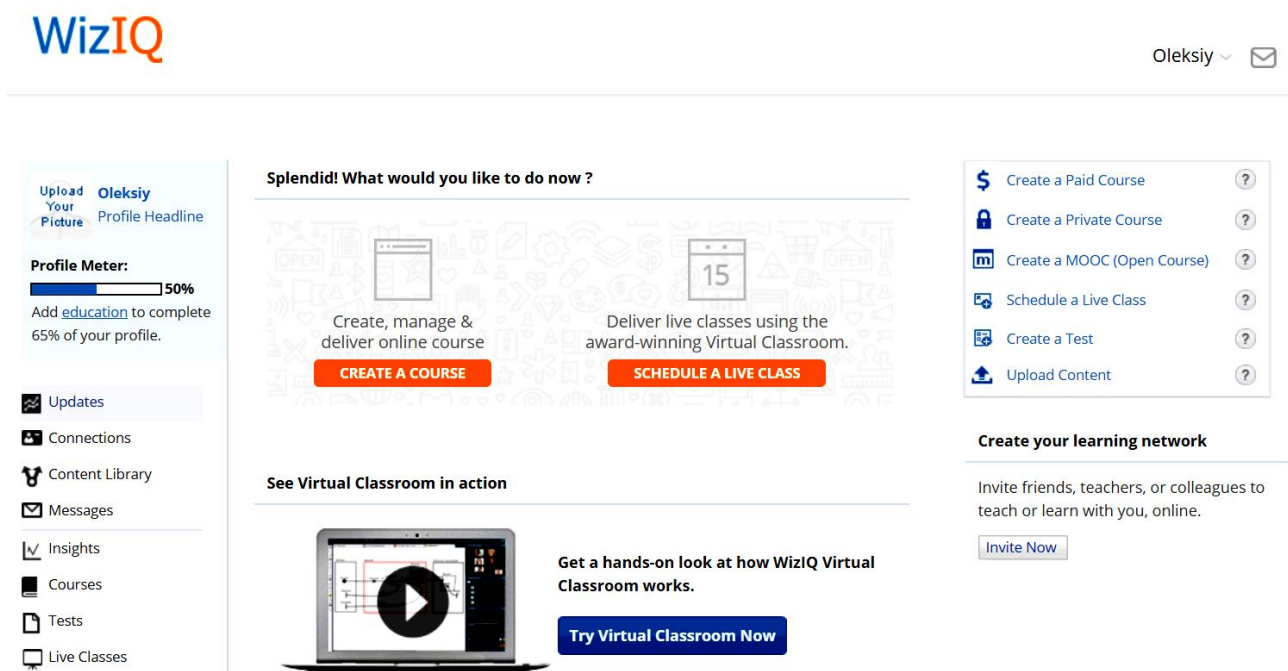 WizIQ
Oleksiy
Upload
Your
Picture
Oleksiy
Profile Headline
Profile Meter:
50%
Add education to complete
65% of your profile.
Updates
Connections
Content Library
Messages
Insights
Courses
Tests
Live Classes
Splendid! What would you like to do now ?
Create, manage &
deliver online course
CREATE A COURSE
15
Deliver live classes using the
award-winning Virtual Classroom.
SCHEDULE A LIVE CLASS
OPEN
OPEN
See Virtual Classroom in action
Get a hands-on look at how WizIQ Virtual
Classroom works.
Try Virtual Classroom Now
$ Create a Paid Course ?
Create a Private Course ?
m Create a MOOC (Open Course) ?
Schedule a Live Class ?
Create a Test ?
Upload Content ?
Create your learning network
Invite friends, teachers, or colleagues to
teach or learn with you, online.
Invite Now